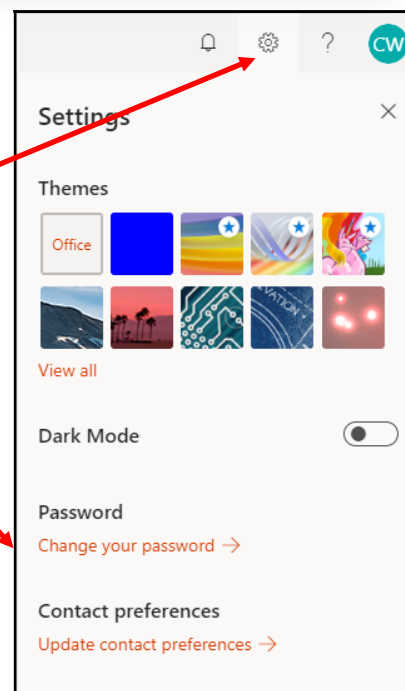 ? CW
Settings
Themes
Office
View all
Dark Mode
Password
Change your password →
Contact preferences
Update contact preferences →